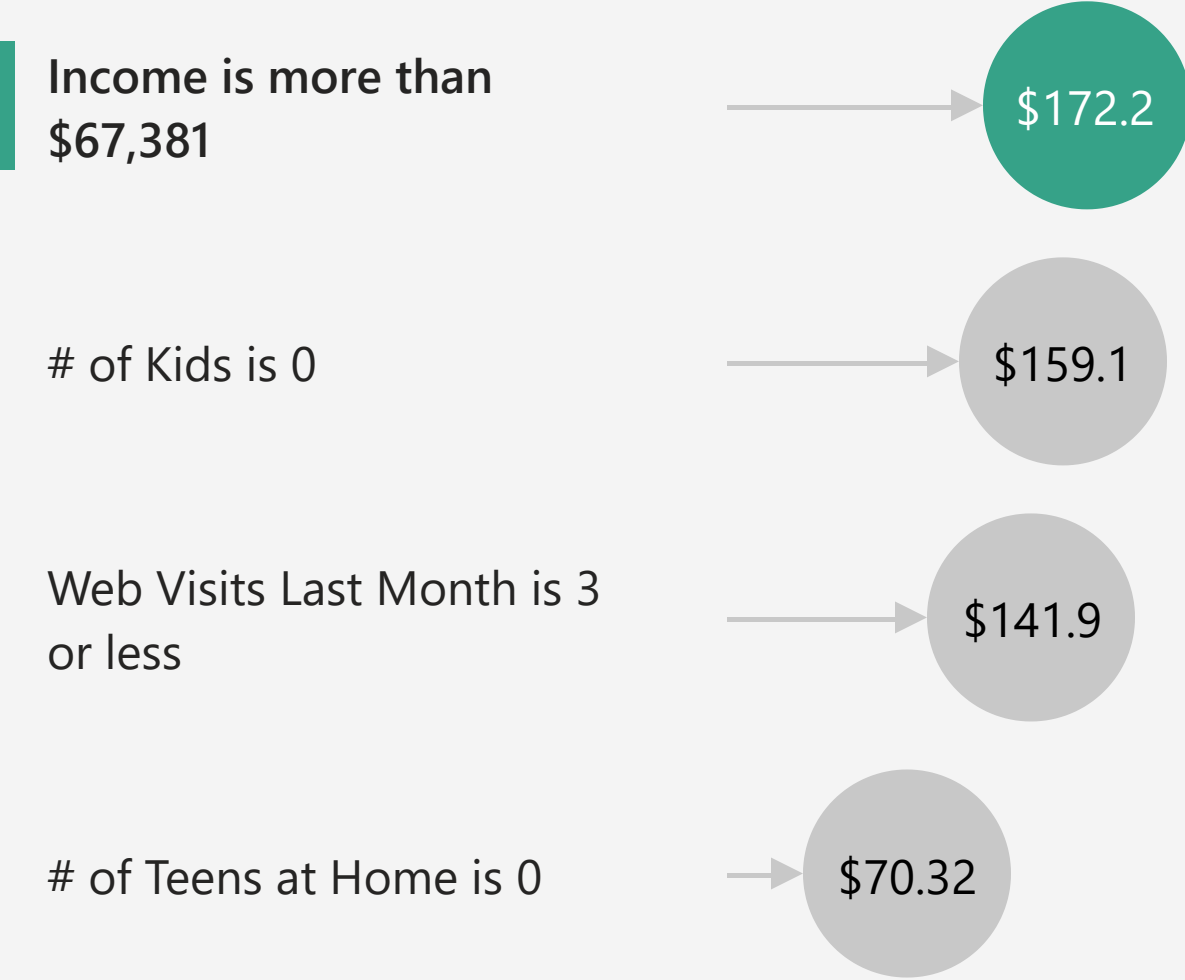 Income is more than
$67,381
$172.2
# of Kids is 0
$159.1
Web Visits Last Month is 3
or less
$141.9
# of Teens at Home is 0
$70.32